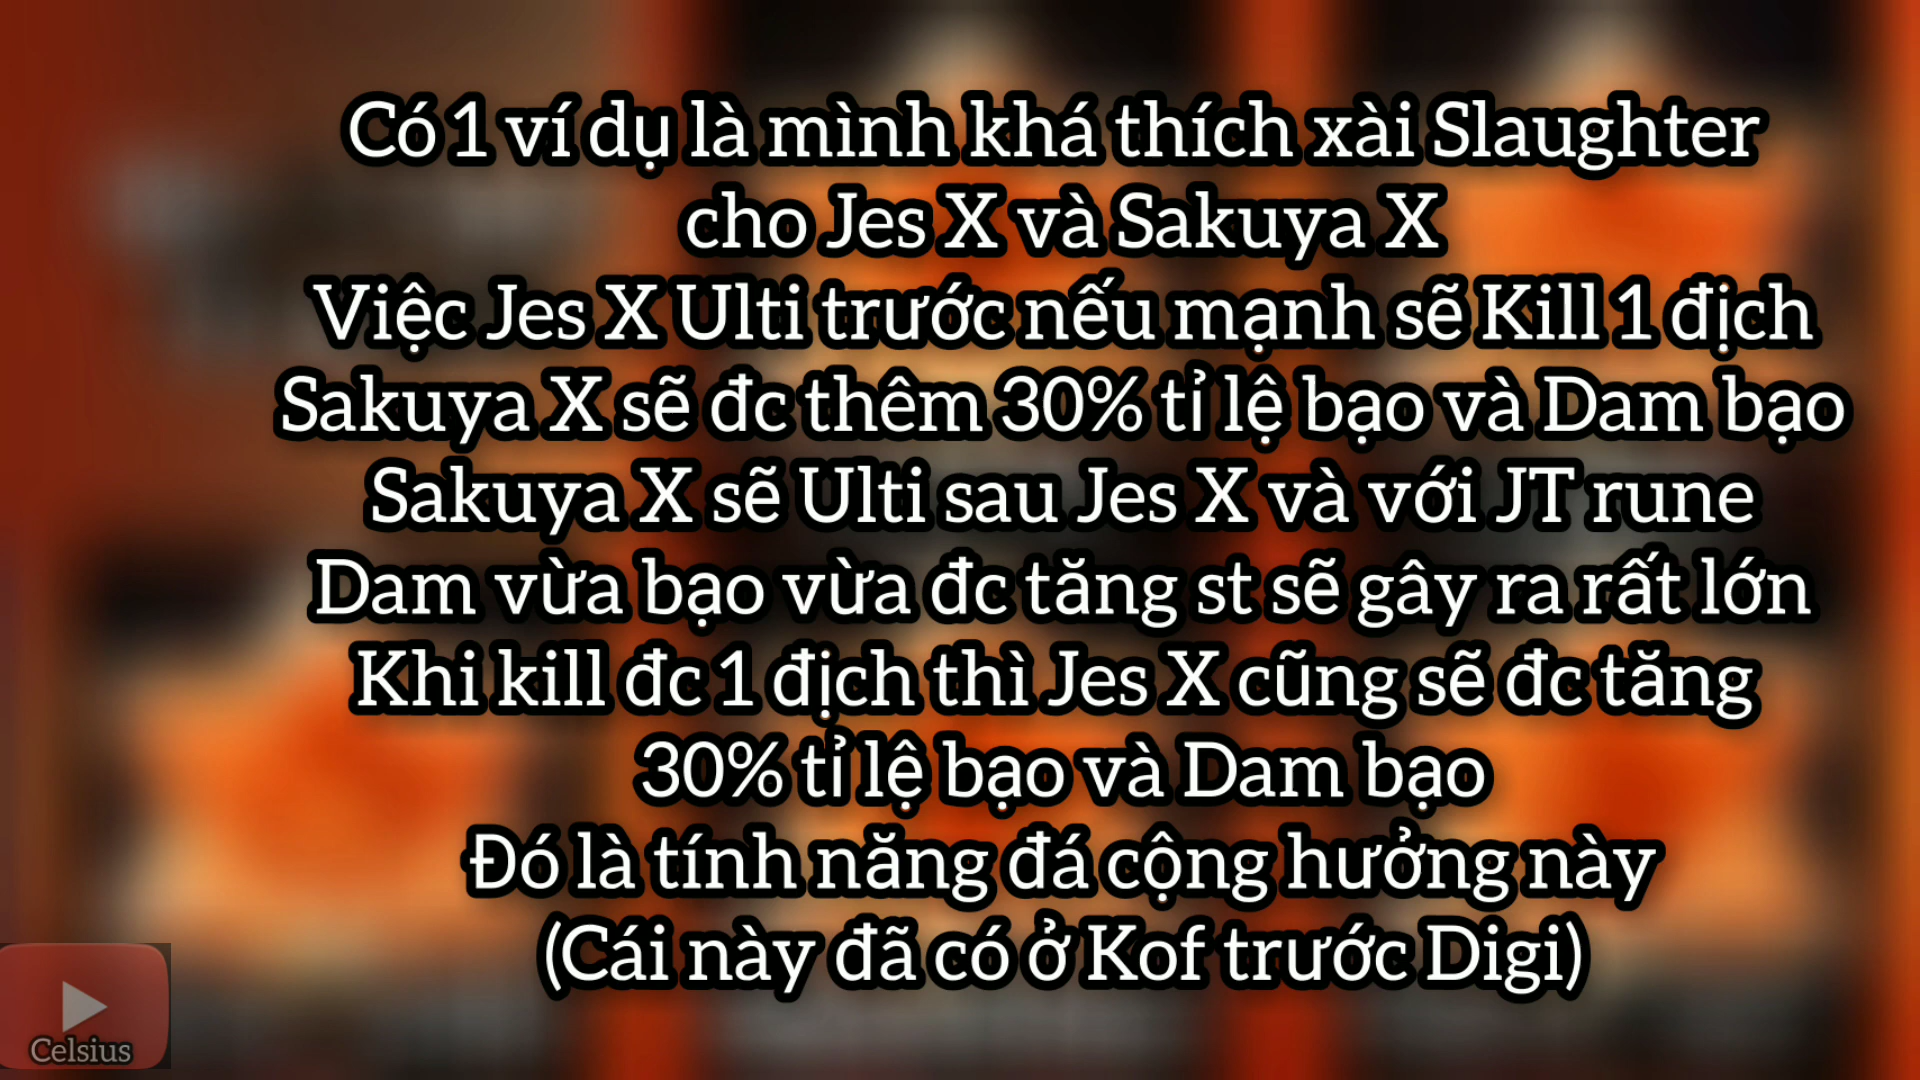 Có 1 ví dụ là mình khá thích xài Slaughter
cho Jes X và Sakuya X
Việc Jes X Ulti trước nếu mạnh sẽ Kill 1 địch
Sakuya X sẽ đc thêm 30% tỉ lệ bạo và Dam bạo
Sakuya X sẽ Ulti sau Jes X và với JT rune
Dam vừa bạo vừa đc tăng st sẽ gây ra rất lớn
Khi kill đc 1 địch thì Jes X cũng sẽ đc tăng
30% tỉ lệ bạo và Dam bạo
Đó là tính năng đá cộng hưởng này
(Cái này đã có ở Kof trước Digi)
Celsius